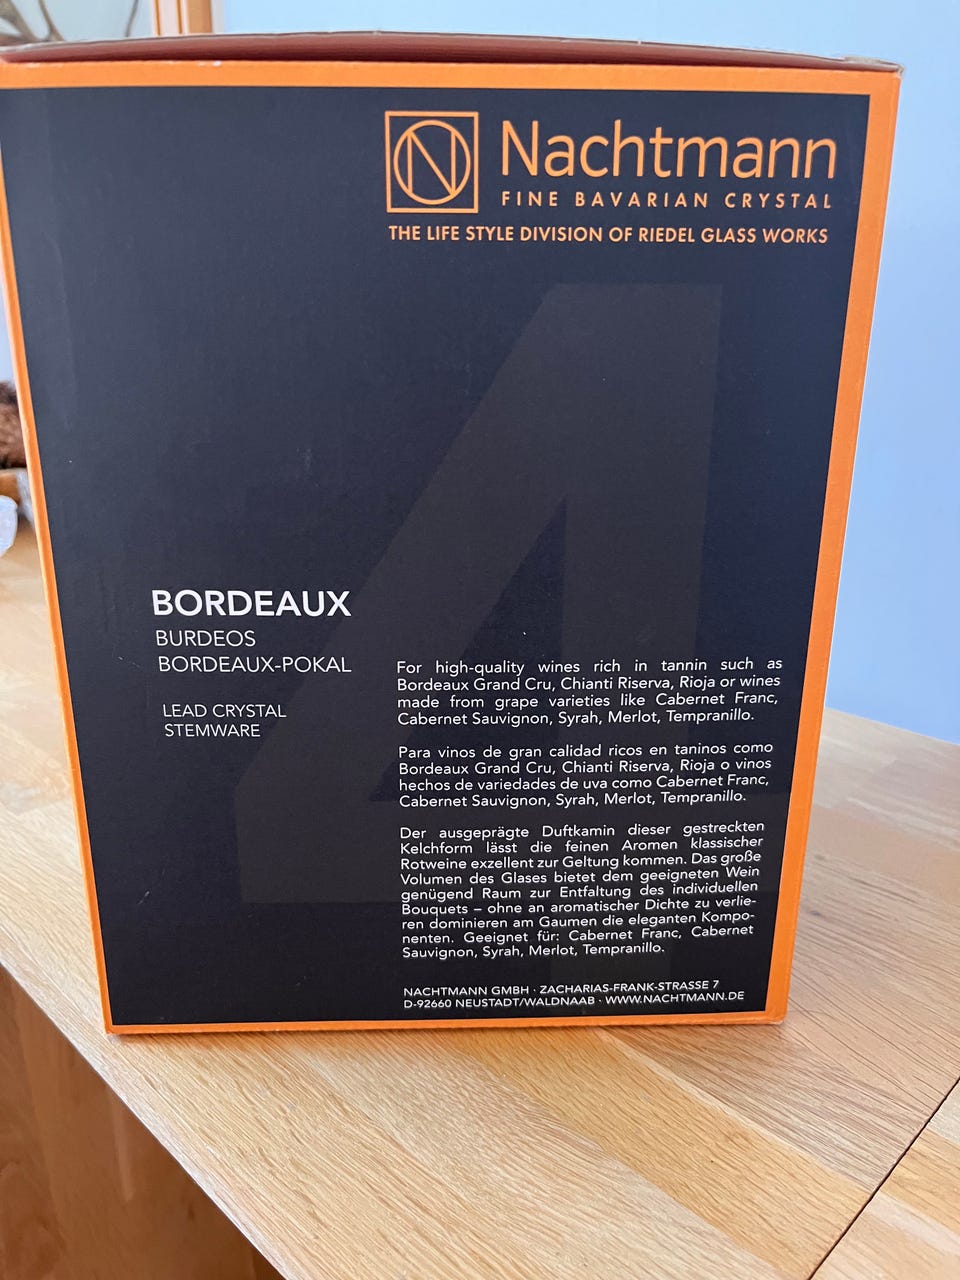 Nachtmann
FINE BAVARIAN CRYSTAL
THE LIFE STYLE DIVISION OF RIEDEL GLASS WORKS
4
BORDEAUX
BURDEOS
BORDEAUX-POKAL
LEAD CRYSTAL
STEMWARE
For high-quality wines rich in tannin such as
Bordeaux Grand Cru, Chianti Riserva, Rioja or wines
made from grape varieties like Cabernet Franc,
Cabernet Sauvignon, Syrah, Merlot, Tempranillo.
Para vinos de gran calidad ricos en taninos como
Bordeaux Grand Cru, Chianti Riserva, Rioja o vinos
hechos de variedades de uva como Cabernet Franc,
Cabernet Sauvignon, Syrah, Merlot, Tempranillo.
Der ausgeprägte Duftkamin dieser gestreckten
Kelchform lässt die feinen Aromen klassischer
Rotweine exzellent zur Geltung kommen. Das große
Volumen des Glases bietet dem geeigneten Wein
genügend Raum zur Entfaltung des individuellen
Bouquets – ohne an aromatischer Dichte zu verlie-
ren dominieren am Gaumen die eleganten Kompo-
nenten. Geeignet für: Cabernet Franc, Cabernet
Sauvignon, Syrah, Merlot, Tempranillo.
NACHTMANN GMBH · ZACHARIAS-FRANK-STRASSE 7
D-92660 NEUSTADT/WALDNAAB · WWW.NACHTMANN.DE